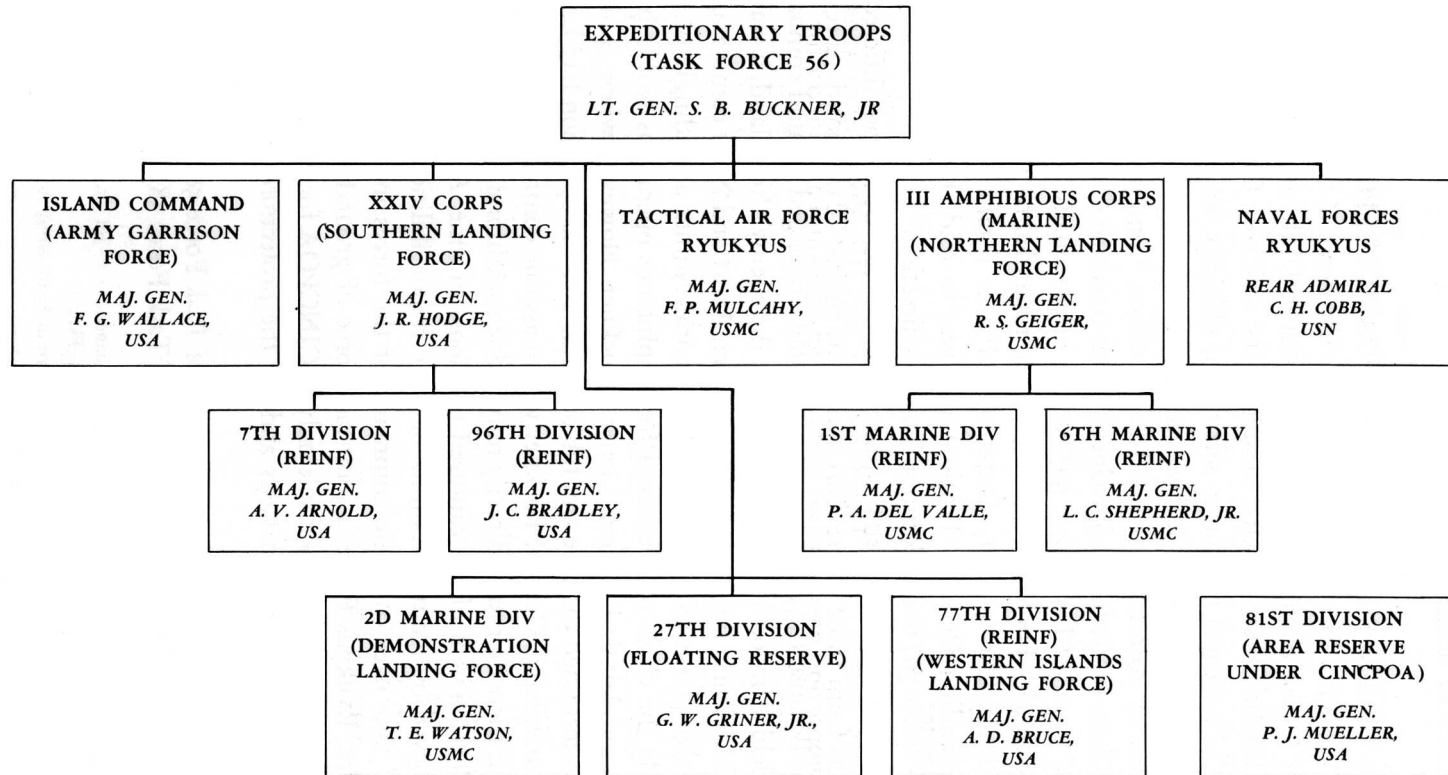 EXPEDITIONARY TROOPS
(TASK FORCE 56)
LT. GEN. S. B. BUCKNER, JR
ISLAND COMMAND
(ARMY GARRISON
FORCE)
MAJ. GEN.
F. G. WALLACE,
USA
XXIV CORPS
(SOUTHERN LANDING
FORCE)
MAJ. GEN.
J. R. HODGE,
USA
TACTICAL AIR FORCE
RYUKYUS
MAJ. GEN.
F. P. MULCAHY,
USMC
III AMPHIBIOUS CORPS
(MARINE)
(NORTHERN LANDING
FORCE)
MAJ. GEN.
R. S. GEIGER,
USMC
NAVAL FORCES
RYUKYUS
REAR ADMIRAL
C. H. COBB,
USN
7TH DIVISION
(REINF)
MAJ. GEN.
A. V. ARNOLD,
USA
96TH DIVISION
(REINF)
MAJ. GEN.
J. C. BRADLEY,
USA
1ST MARINE DIV
(REINF)
MAJ. GEN.
P. A. DEL VALLE,
USMC
6TH MARINE DIV
(REINF)
MAJ. GEN.
L. C. SHEPHERD, JR.
USMC
2D MARINE DIV
(DEMONSTRATION
LANDING FORCE)
MAJ. GEN.
T. E. WATSON,
USMC
27TH DIVISION
(FLOATING RESERVE)
MAJ. GEN.
G. W. GRINER, JR.,
USA
77TH DIVISION
(REINF)
(WESTERN ISLANDS
LANDING FORCE)
MAJ. GEN.
A. D. BRUCE,
USA
81ST DIVISION
(AREA RESERVE
UNDER CINCPOA)
MAJ. GEN.
P. J. MUELLER,
USA